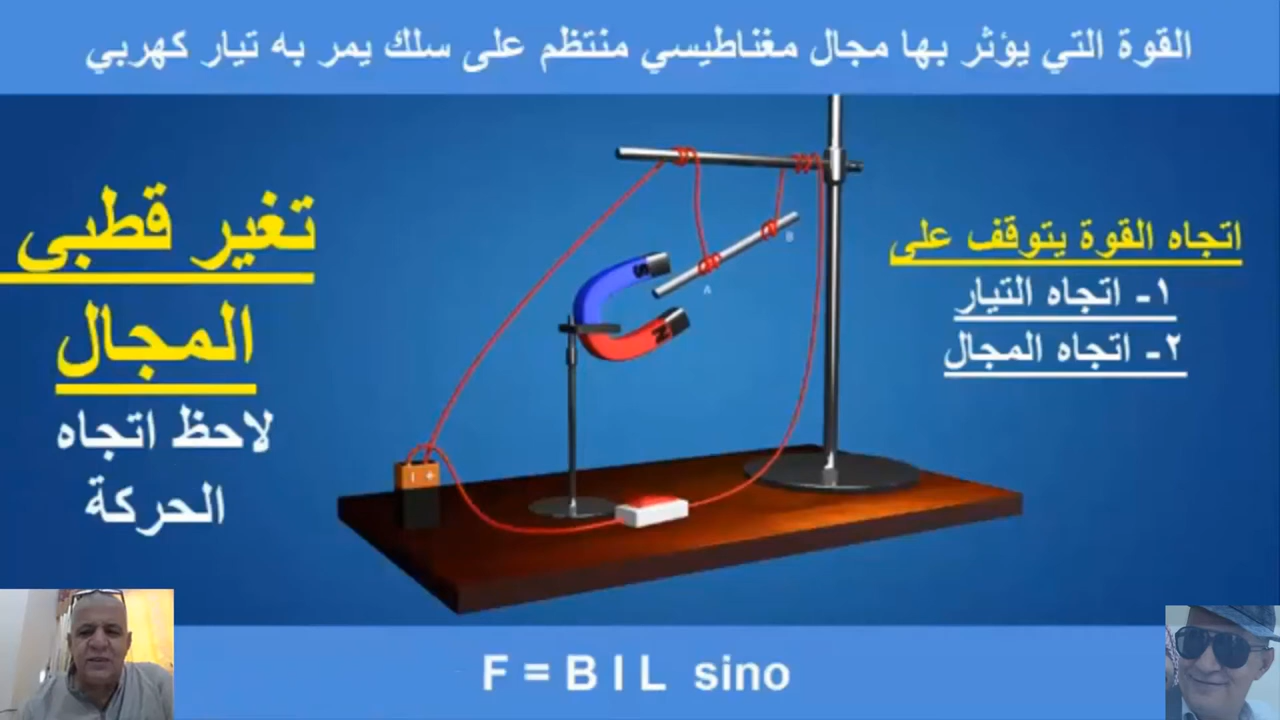 القوة التي يؤثر بها مجال مغناطيسي منتظم على سلك يمر به تيار كهربي
اتجاه القوة يتوقف على
١- اتجاه التيار
٢- اتجاه المجال
تغير قطبي
المجال
لاحظ اتجاه
الحركة
S
N
A
B
+
F = B I L sino